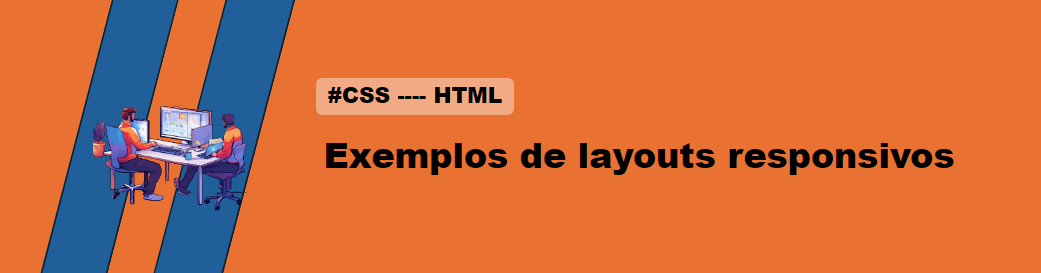 #CSS ---- HTML
Exemplos de layouts responsivos